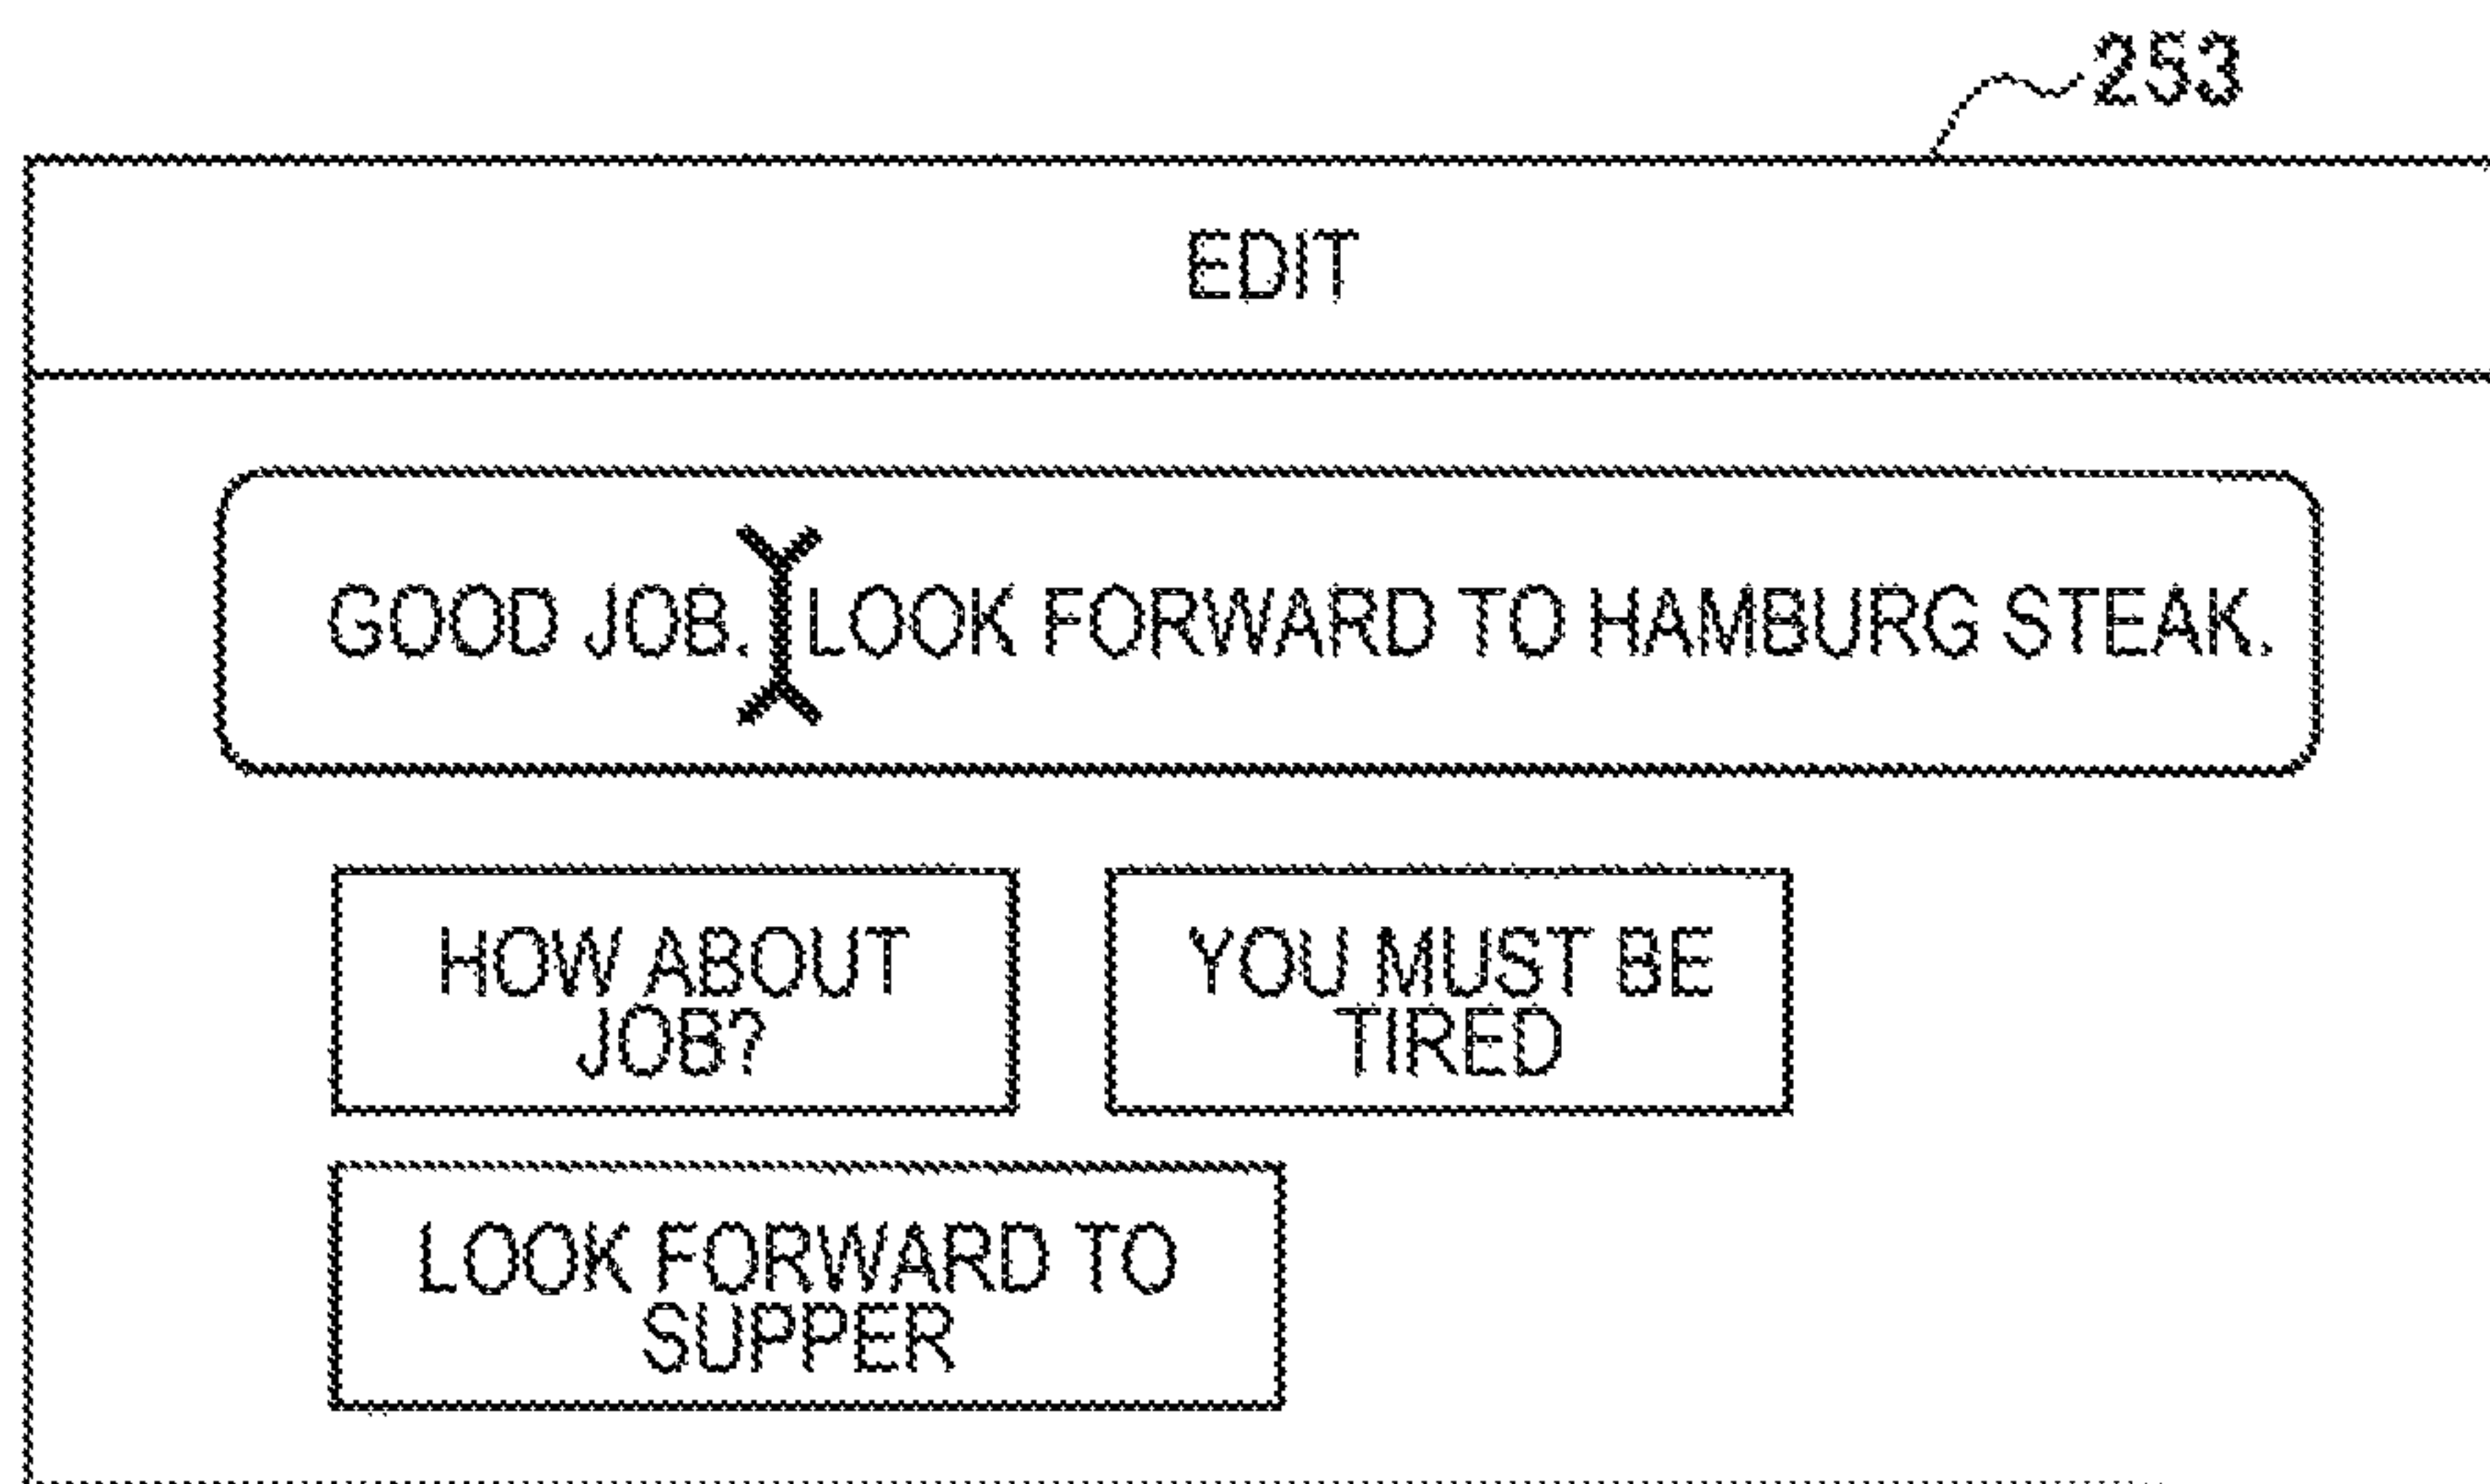 253
EDIT
GOOD JOB. LOOK FORWARD TO HAMBURG STEAK.
HOW ABOUT
JOB?
YOU MUST BE
TIRED
LOOK FORWARD TO
SUPPER